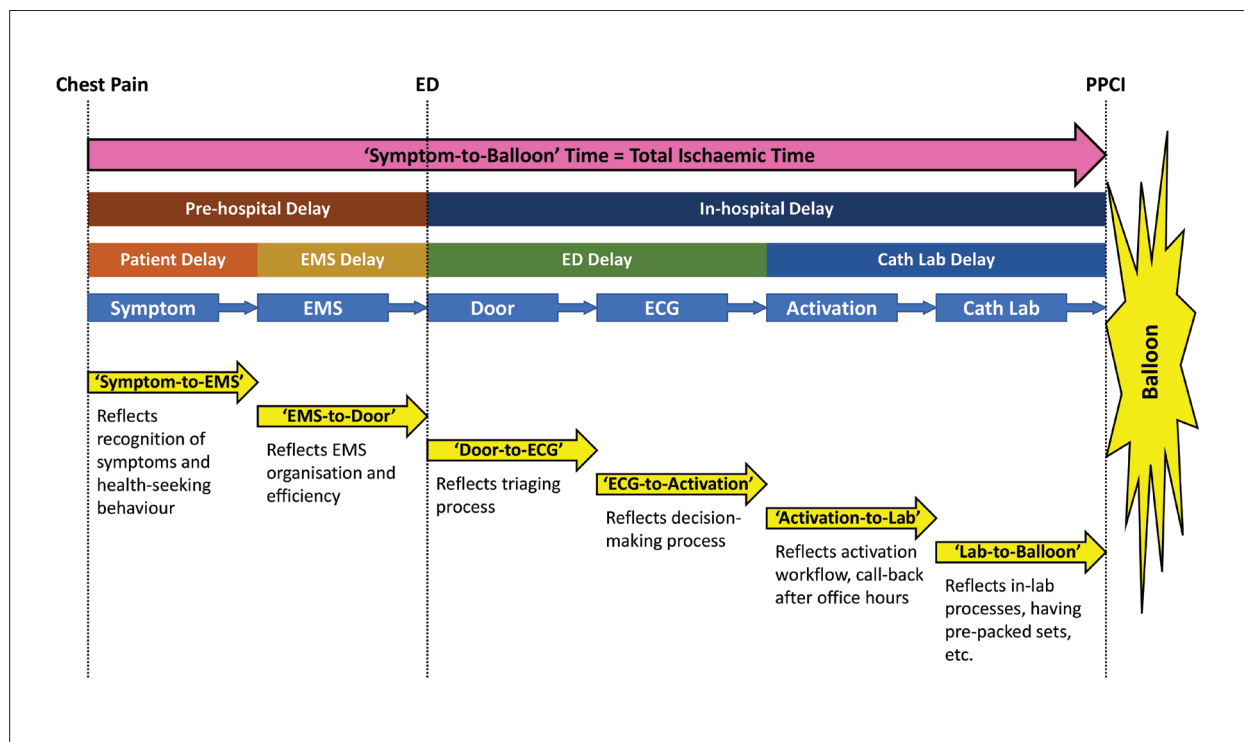 Chest Pain
ED
PPCI
‘Symptom-to-Balloon’ Time = Total Ischaemic Time
Pre-hospital Delay
In-hospital Delay
Patient Delay
EMS Delay
ED Delay
Cath Lab Delay
Symptom
EMS
Door
ECG
Activation
Cath Lab
Balloon
‘Symptom-to-EMS’
Reflects
recognition of
symptoms and
health-seeking
behaviour
‘EMS-to-Door’
Reflects EMS
organisation and
efficiency
‘Door-to-ECG’
Reflects triaging
process
‘ECG-to-Activation’
Reflects decision-
making process
‘Activation-to-Lab’
Reflects activation
workflow, call-back
after office hours
‘Lab-to-Balloon’
Reflects in-lab
processes, having
pre-packed sets,
etc.